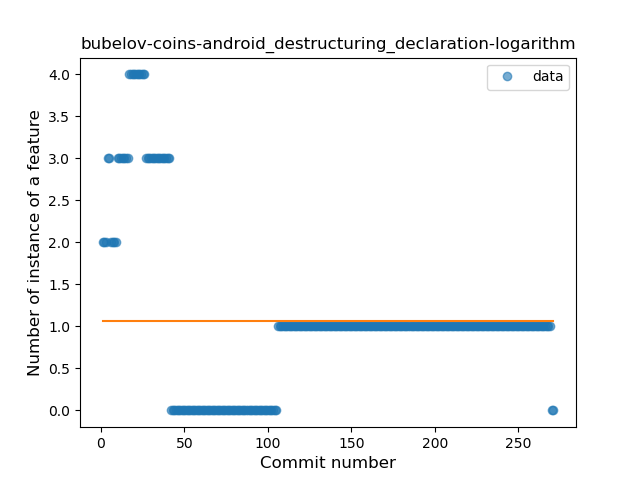 bubelov-coins-android_destructuring_declaration-logarithm
data
Number of instance of a feature
4.0
3.5
3.0
2.5
2.0
1.5
1.0
0.5
0.0
0 50 100 150 200 250
Commit number